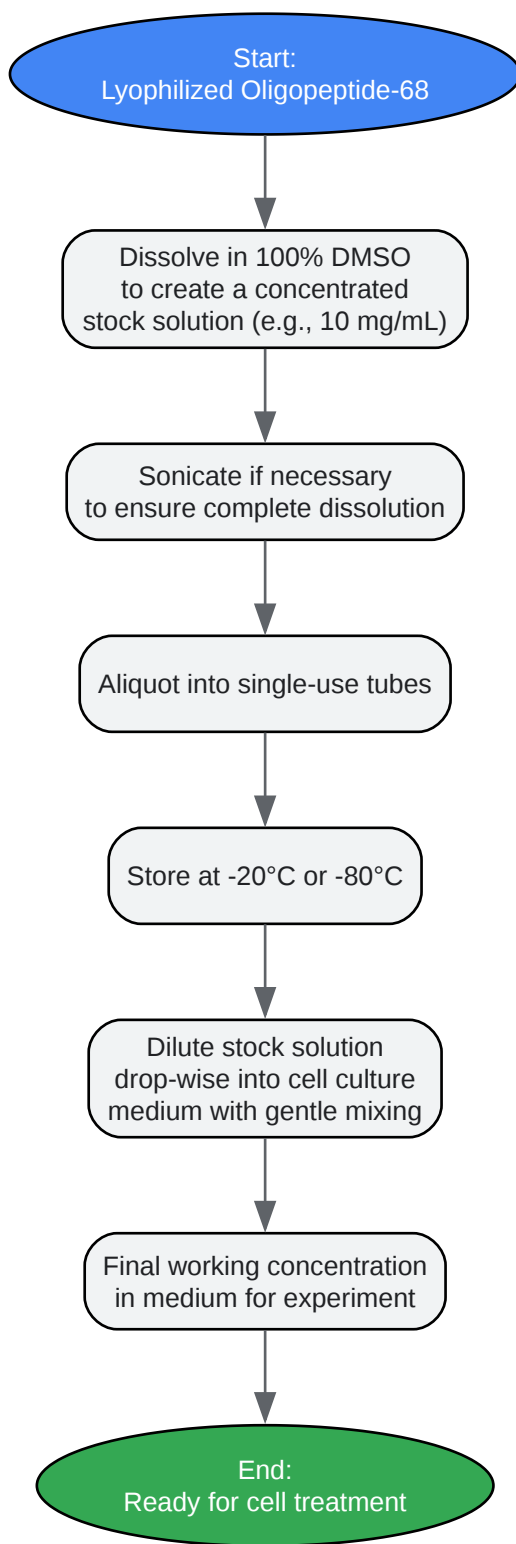 Start:
Lyophilized Oligopeptide-68
Dissolve in 100% DMSO
to create a concentrated
stock solution (e.g., 10 mg/mL)
Sonicate if necessary
to ensure complete dissolution
Aliquot into single-use tubes
Store at -20°C or -80°C
Dilute stock solution
drop-wise into cell culture
medium with gentle mixing
Final working concentration
in medium for experiment
End:
Ready for cell treatment